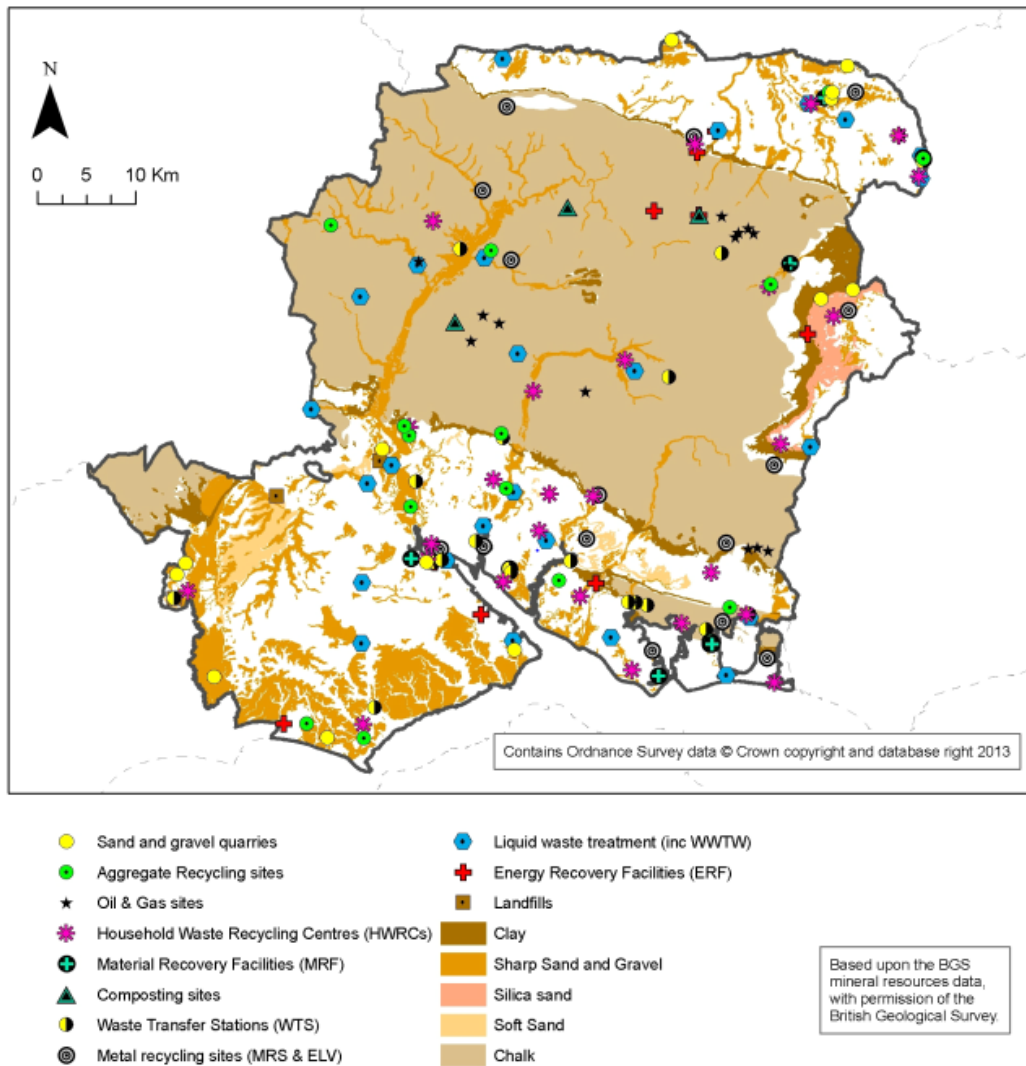 N
0 5 10 Km
Contains Ordnance Survey data © Crown copyright and database right 2013
Sand and gravel quarries
Aggregate Recycling sites
Oil & Gas sites
Household Waste Recycling Centres (HWRCs)
Material Recovery Facilities (MRF)
Composting sites
Waste Transfer Stations (WTS)
Metal recycling sites (MRS & ELV)
Liquid waste treatment (inc WWTW)
Energy Recovery Facilities (ERF)
Landfills
Clay
Sharp Sand and Gravel
Silica sand
Soft Sand
Chalk
Based upon the BGS
mineral resources data,
with permission of the
British Geological Survey.